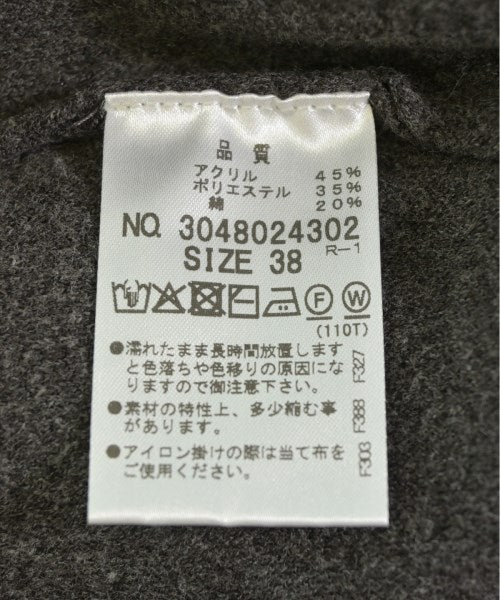 品質
アクリル 45%
ポリエステル 35%
綿 20%
NO. 3048024302
R-1
SIZE 38
F W
(110T)
●濡れたまま長時間放置しますと色落ちや色移りの原因になりますので御注意下さい。 F327
●素材の特性上、多少縮む事があります。 F368
●アイロン掛けの際は当て布をご使用ください。 F303